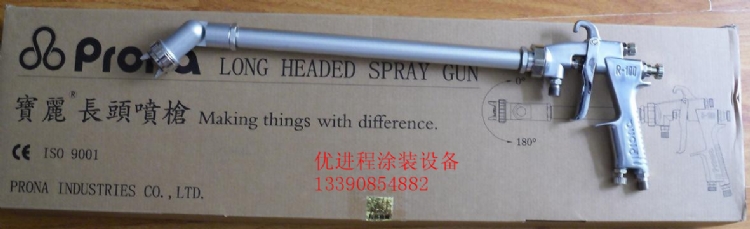 Prona LONG HEADED SPRAY GUN
R-100
寶麗®長頭噴槍 Making things with difference.
180°
CE ISO 9001
优进程涂装设备
13390854882
PRONA INDUSTRIES CO., LTD.